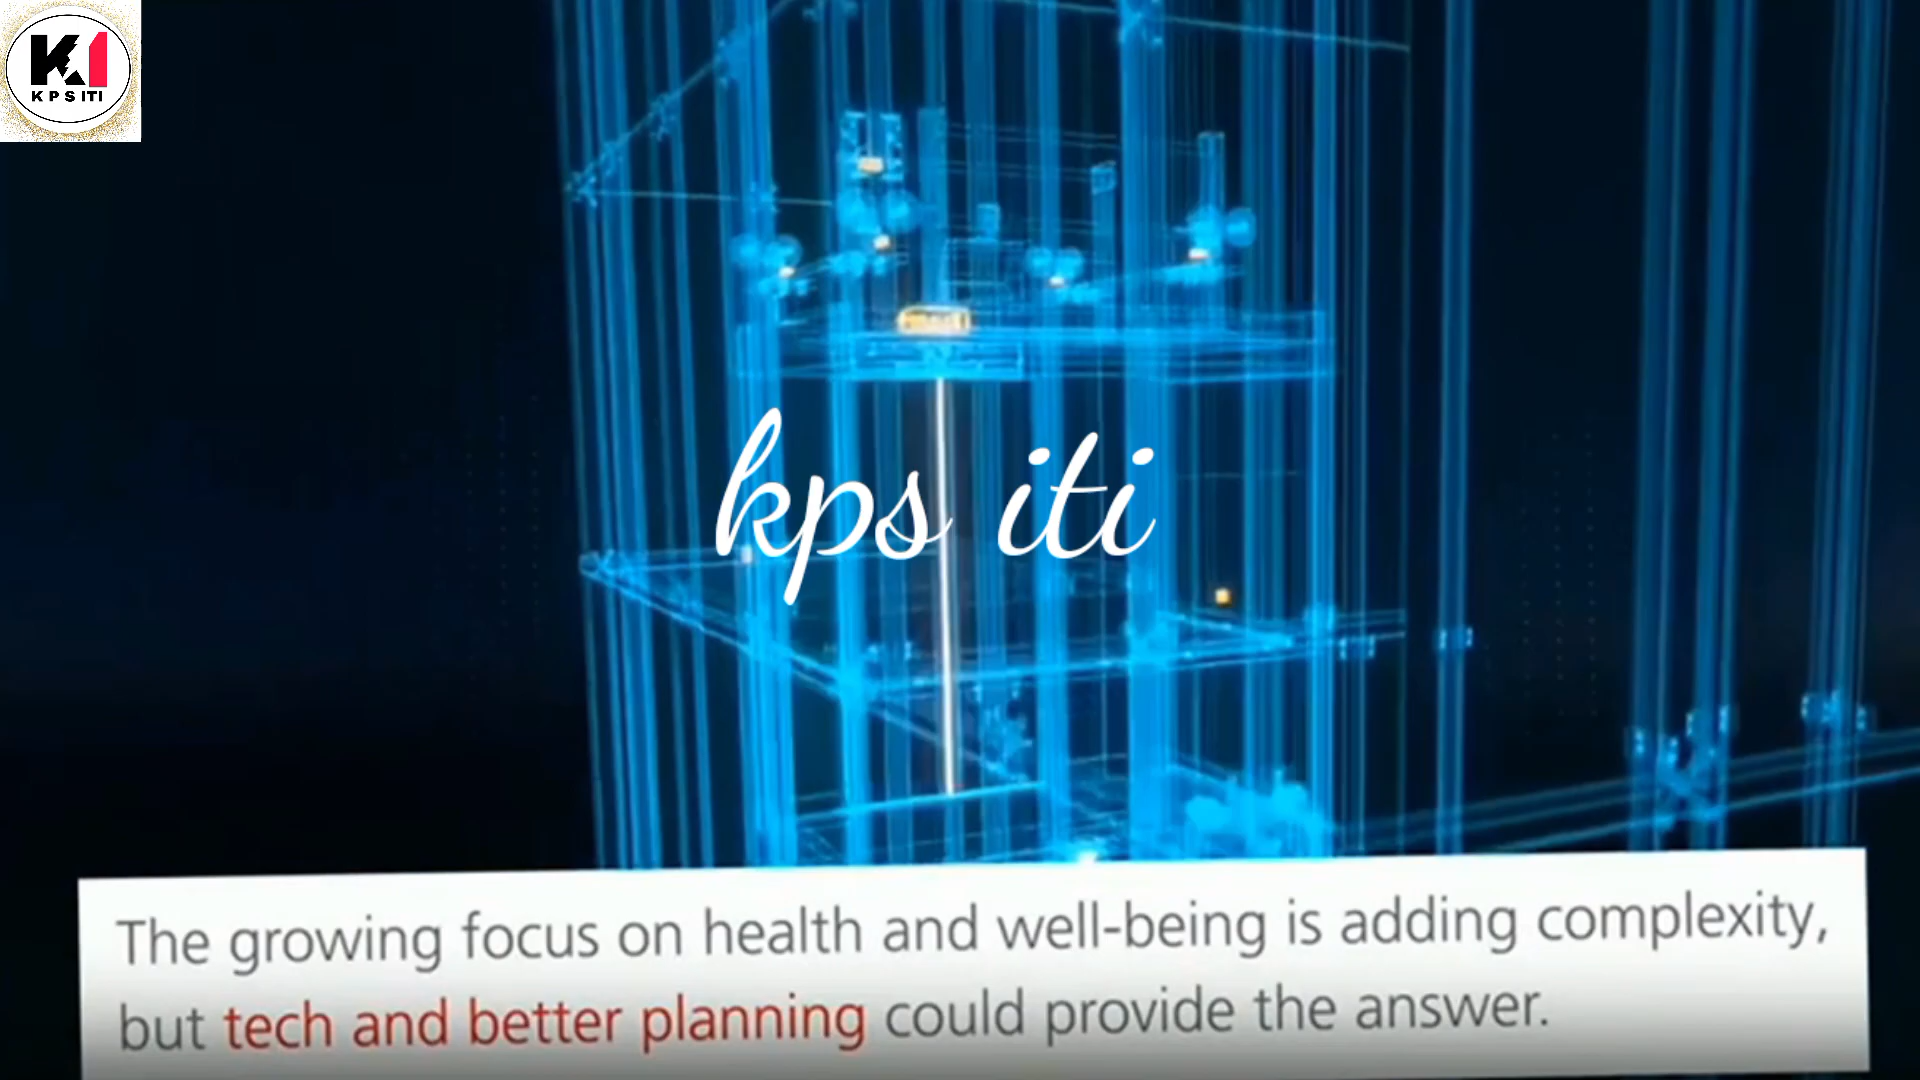 K1
KPS ITI
kps iti
The growing focus on health and well-being is adding complexity,
but tech and better planning could provide the answer.